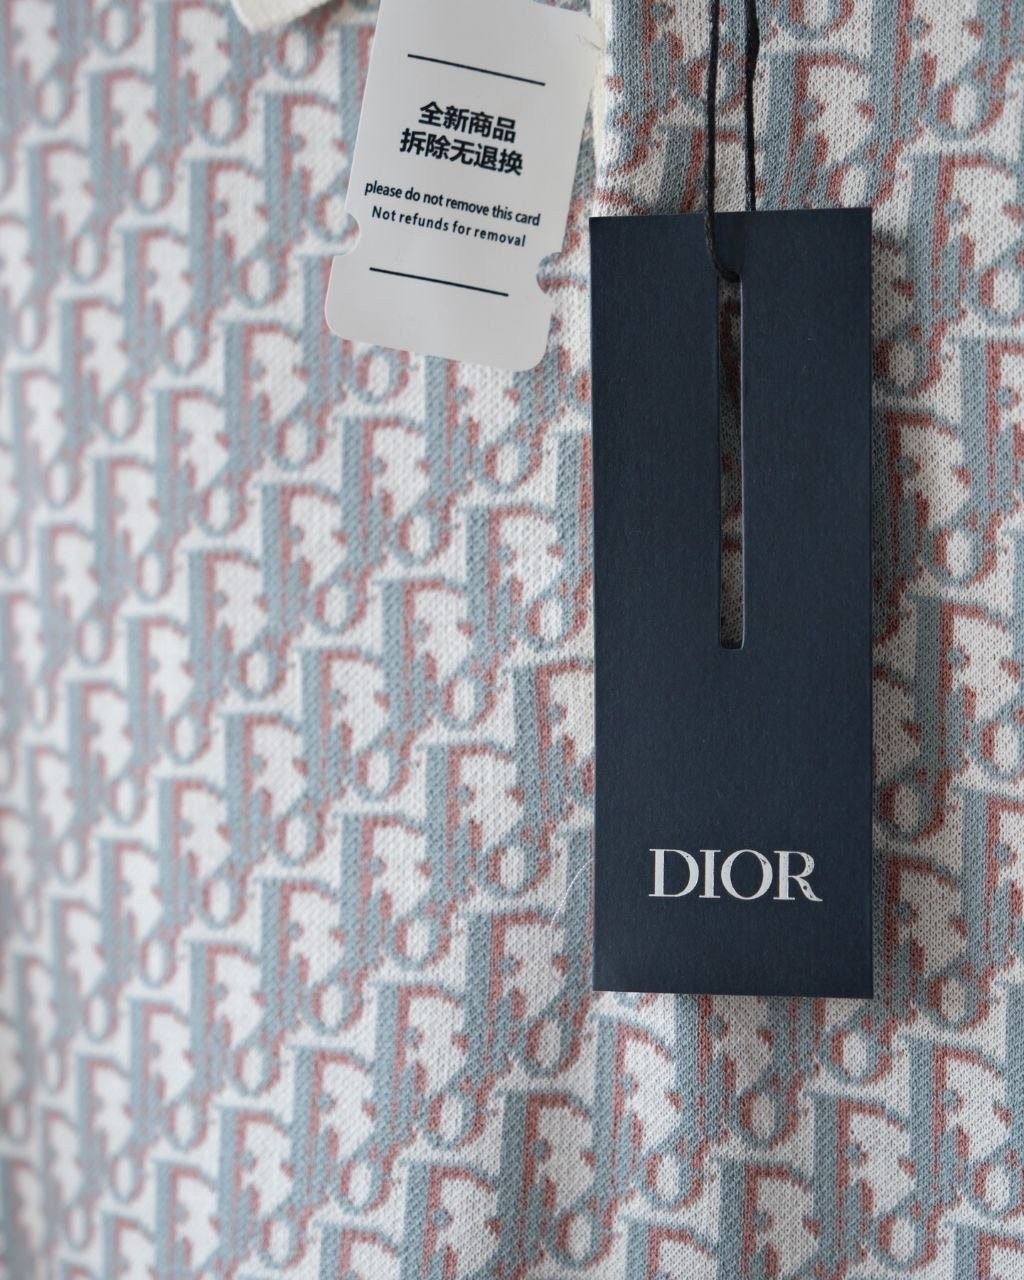 全新商品
拆除无退换
please do not remove this card
Not refunds for removal
DIOR